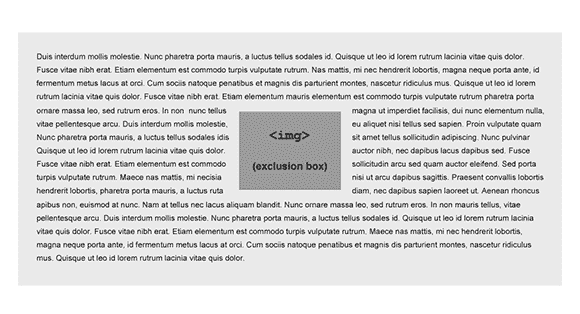 Duis interdum mollis molestie. Nunc pharetra porta mauris, a luctus tellus sodales id. Quisque ut leo id lorem rutrum lacinia vitae quis dolor.
Fusce vitae nibh erat. Etiam elementum est commodo turpis vulputate rutrum. Nas mattis, mi nec hendrerit lobortis, magna neque porta ante, id
fermentum metus lacus at orci. Cum sociis natoque penatibus et magnis dis parturient montes, nascetur ridiculus mus. Quisque ut leo id lorem
rutrum lacinia vitae quis dolor. Fusce vitae nibh erat. Etiam elementum mauris elementum est commodo turpis vulputate rutrum pharetra porta
ornare massa leo, sed rutrum eros. In non nunc tellus magna ut imperdiet facilisis, dui nunc elementum nulla,
vitae pellentesque arcu. Duis interdum mollis molestie, eu aliquet nisi tellus sed sapien. Proin vulputate quam
Nunc pharetra porta mauris, a luctus tellus sodales idis sit amet tellus sollicitudin adipiscing. Nunc pulvinar
<img>
Quisque ut leo id lorem rutrum lacinia vitae quis dolor. auctor nibh, nec dapibus lacus dapibus sed. Fusce
Fusce vitae nibh erat. Etiam elementum est commodo sollicitudin arcu sed quam auctor eleifend. Sed porta
(exclusion box)
turpis vulputate rutrum. Maece nas mattis, mi necisia nisi ut arcu dapibus sagittis. Praesent convallis lobortis
hendrerit lobortis, pharetra mauris, a luctus ruta diam, nec dapibus sapien laoreet ut. Aenean rhoncus
apibus non, euismod at nunc. Nam at tellus nec lacus aliquam blandit. Nunc ornare massa leo, sed rutrum eros. In non mauris tellus, vitae
pellentesque arcu. Duis interdum mollis molestie. Nunc pharetra porta mauris, a luctus tellus sodales id. Quisque ut leo id lorem rutrum lacinia
vitae quis dolor. Fusce vitae nibh erat. Etiam elementum est commodo turpis vulputate rutrum. Maece nas mattis, mi nec hendrerit lobortis,
magna neque porta ante, id fermentum metus lacus at orci. Cum sociis natoque penatibus et magnis dis parturient montes, nascetur ridiculus
mus. Quisque ut leo id lorem rutrum lacinia vitae quis dolor.